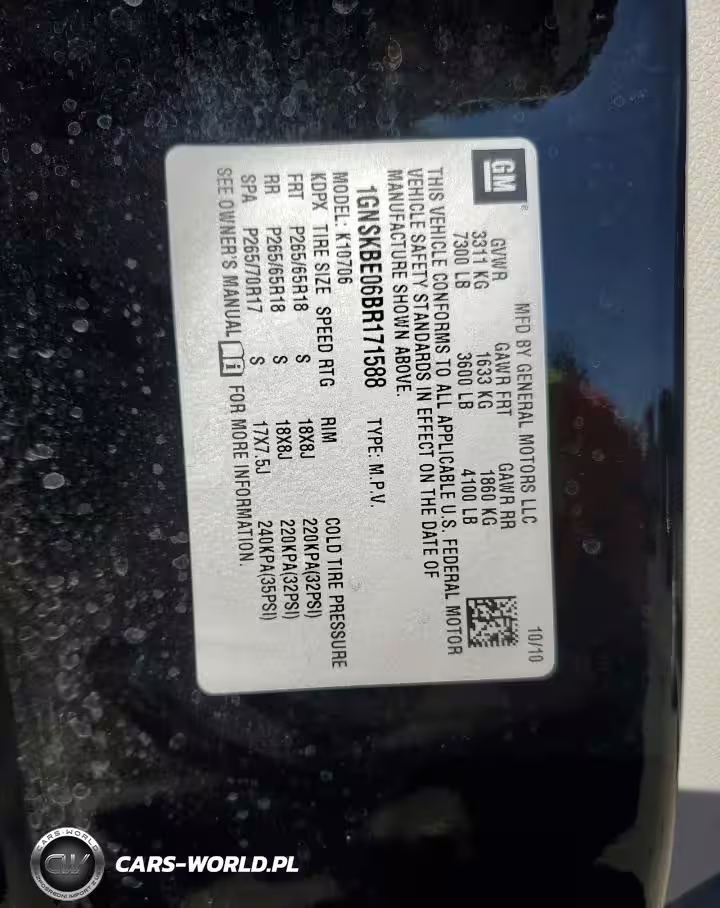 GM®
MFD BY GENERAL MOTORS LLC 10/10
GVWR GAWR FRT GAWR RR
3311 KG 1633 KG 1860 KG
7300 LB 3600 LB 4100 LB
THIS VEHICLE CONFORMS TO ALL APPLICABLE U.S. FEDERAL MOTOR
VEHICLE SAFETY STANDARDS IN EFFECT ON THE DATE OF
MANUFACTURE SHOWN ABOVE.
1GNSKBE06BR171588 TYPE: M.P.V.
MODEL: K10706
KDPX TIRE SIZE SPEED RTG RIM COLD TIRE PRESSURE
FRT P265/65R18 S 18X8J 220KPA(32PSI)
RR P265/65R18 S 18X8J 220KPA(32PSI)
SPA P265/70R17 S 17X7.5J 240KPA(35PSI)
SEE OWNER'S MANUAL FOR MORE INFORMATION.
CARS-WORLD
CW
CARS-WORLD.PL